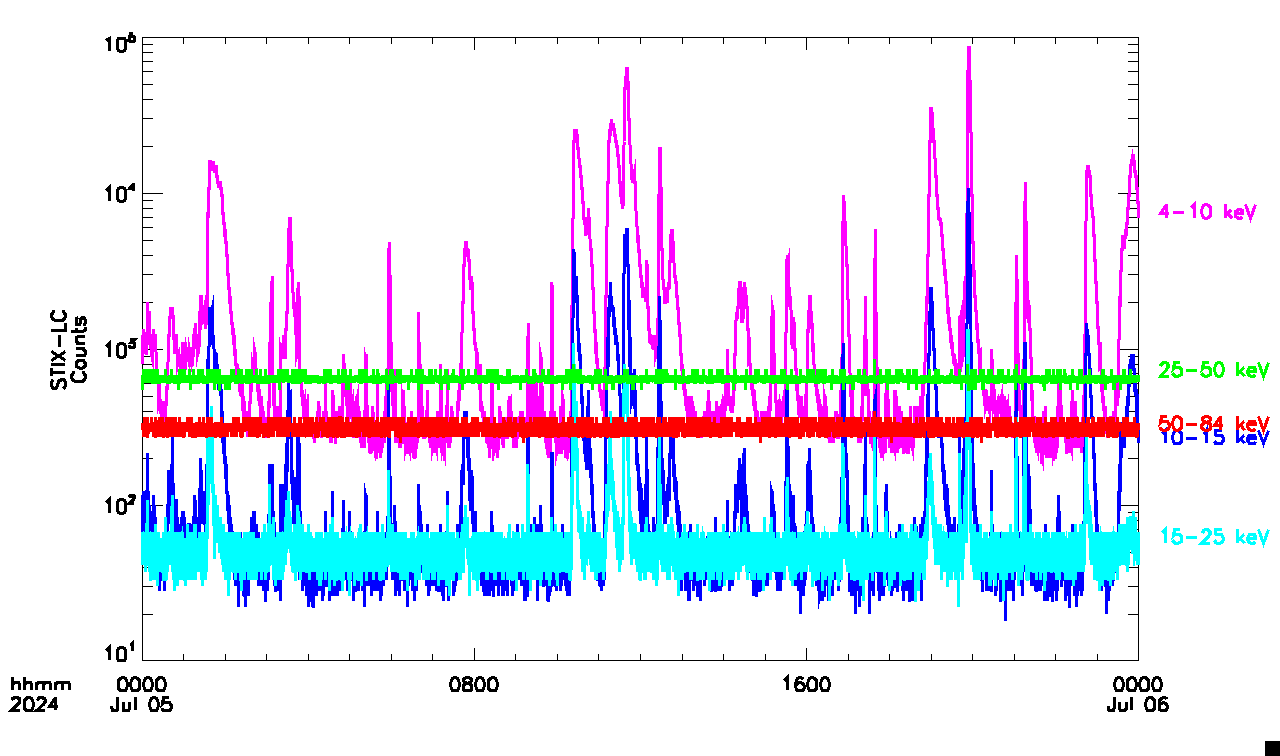 10⁵
10⁴
10³
10²
10¹
STIX-LC
Counts
4-10 keV
25-50 keV
50-84 keV
10-15 keV
15-25 keV
hhmm 0000 0800 1600 0000
2024 Jul 05 Jul 06